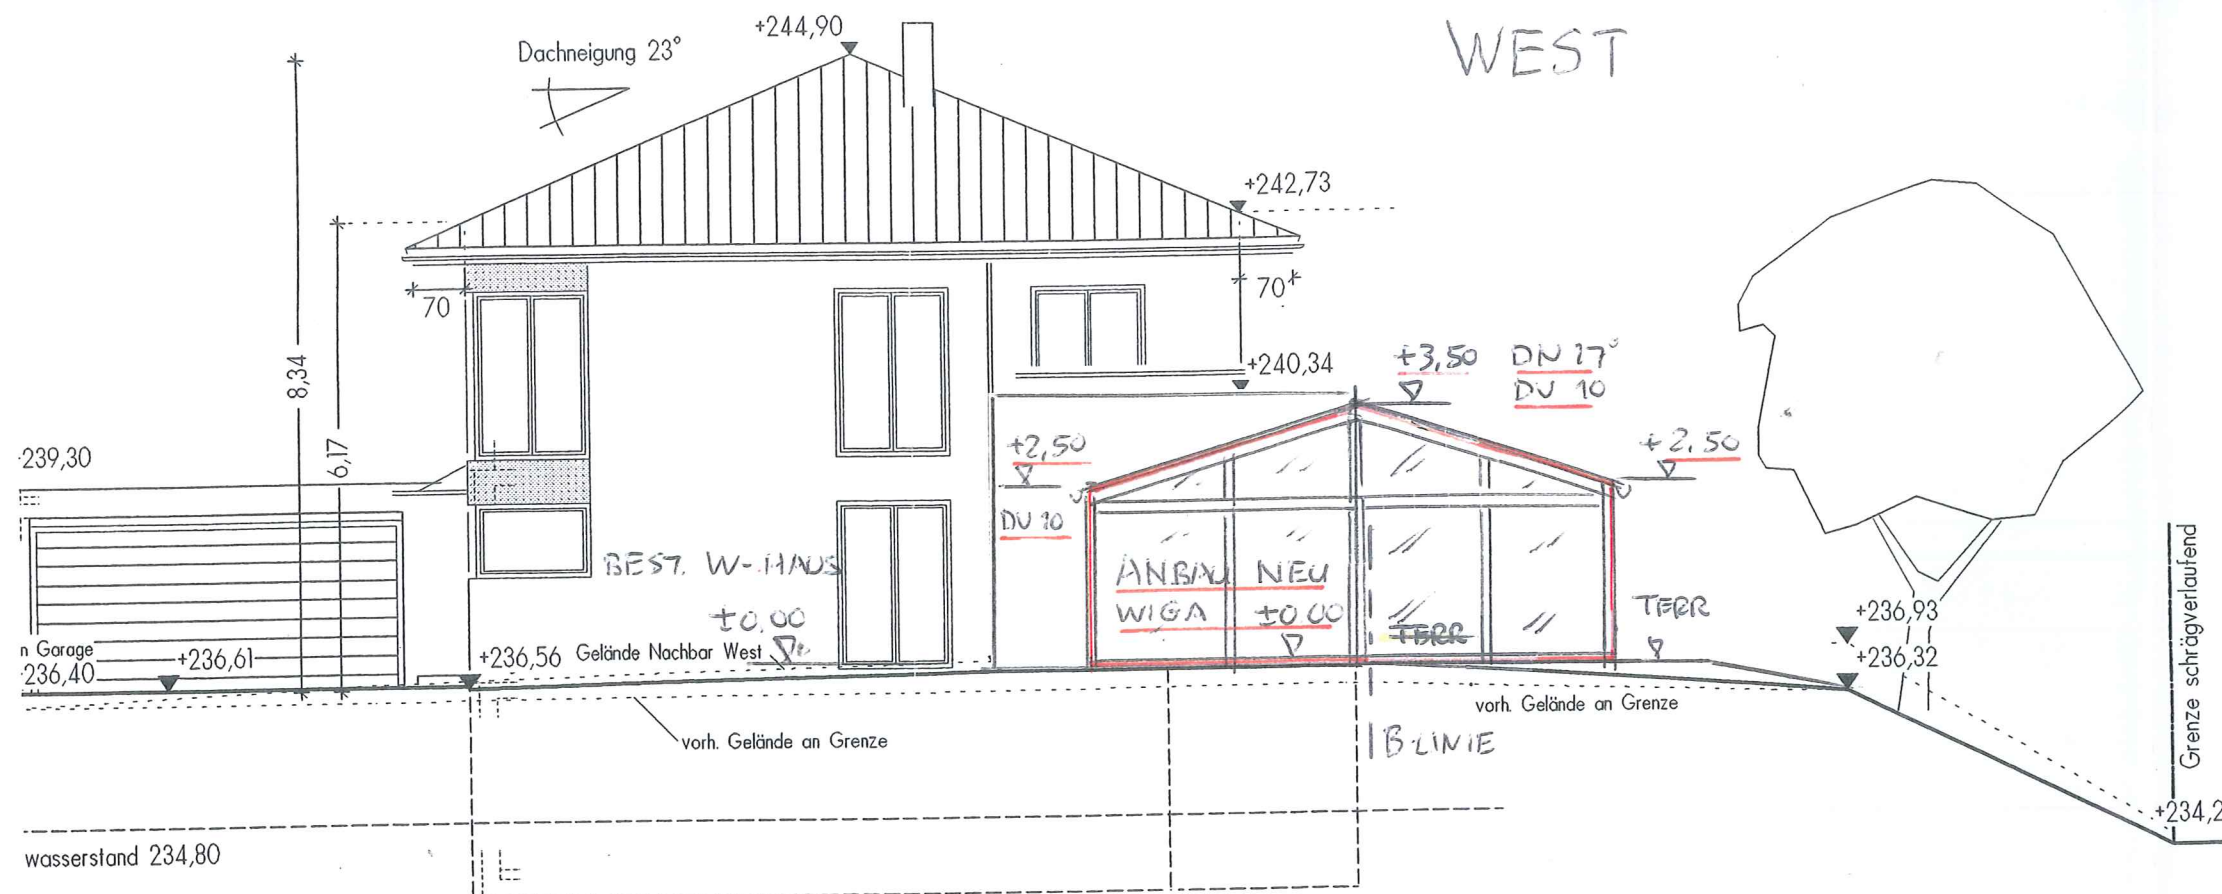 +244,90
WEST
Dachneigung 23°
+242,73
70
70
+240,34
+3,50 DN 17°
DV 10
8,34
6,17
239,30
+2,50
+2,50
DV 10
BEST. W-HAUS
ANBAU NEU
WIGA ±0.00
±0,00
TERR
TERR
n Garage
236,40
+236,61
+236,56
Gelände Nachbar West
+236,93
+236,32
Grenze schrägverlaufend
vorh. Gelände an Grenze
vorh. Gelände an Grenze
B-LINIE
+234,2
wasserstand 234,80